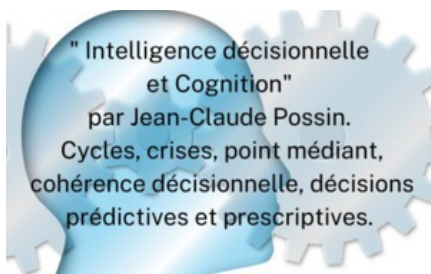 " Intelligence décisionnelle
et Cognition"
par Jean-Claude Possin.
Cycles, crises, point médiant,
cohérence décisionnelle, décisions
prédictives et prescriptives.